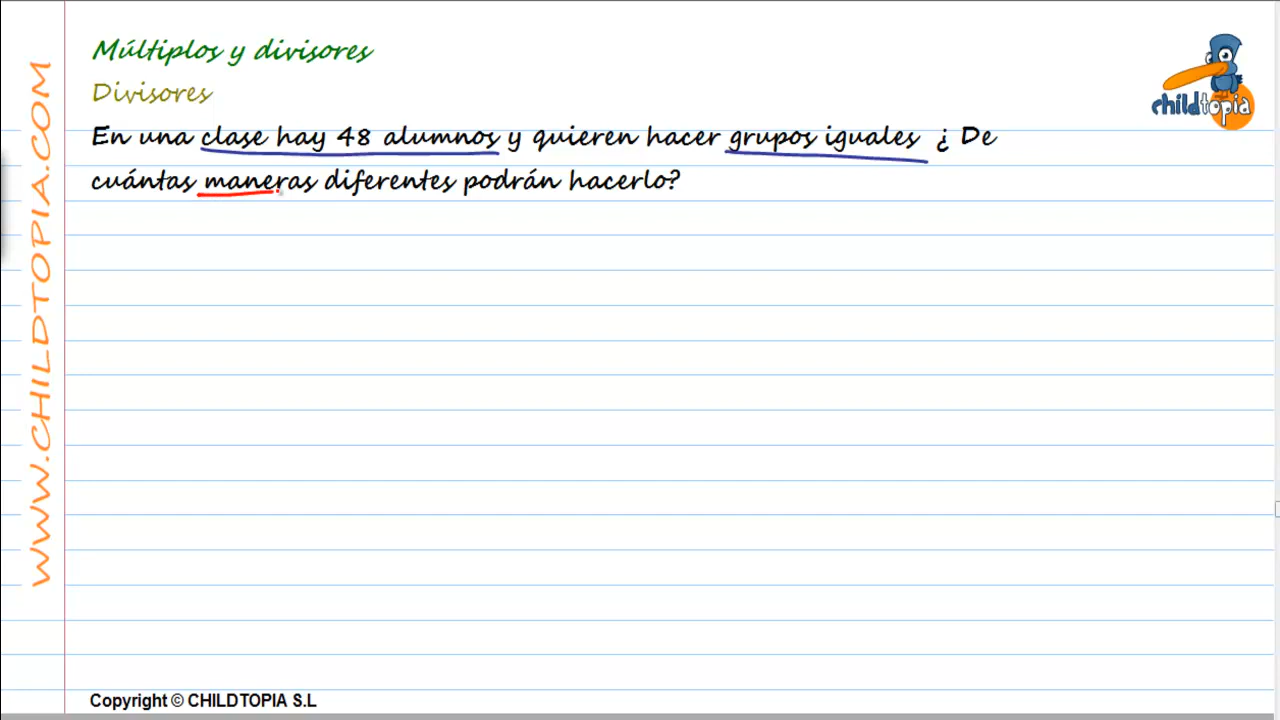 Múltiplos y divisores
Divisores
En una clase hay 48 alumnos y quieren hacer grupos iguales ¿ De
cuántas maneras diferentes podrán hacerlo?
childtopia
WWW.CHILDTOPIA.COM
Copyright © CHILDTOPIA S.L